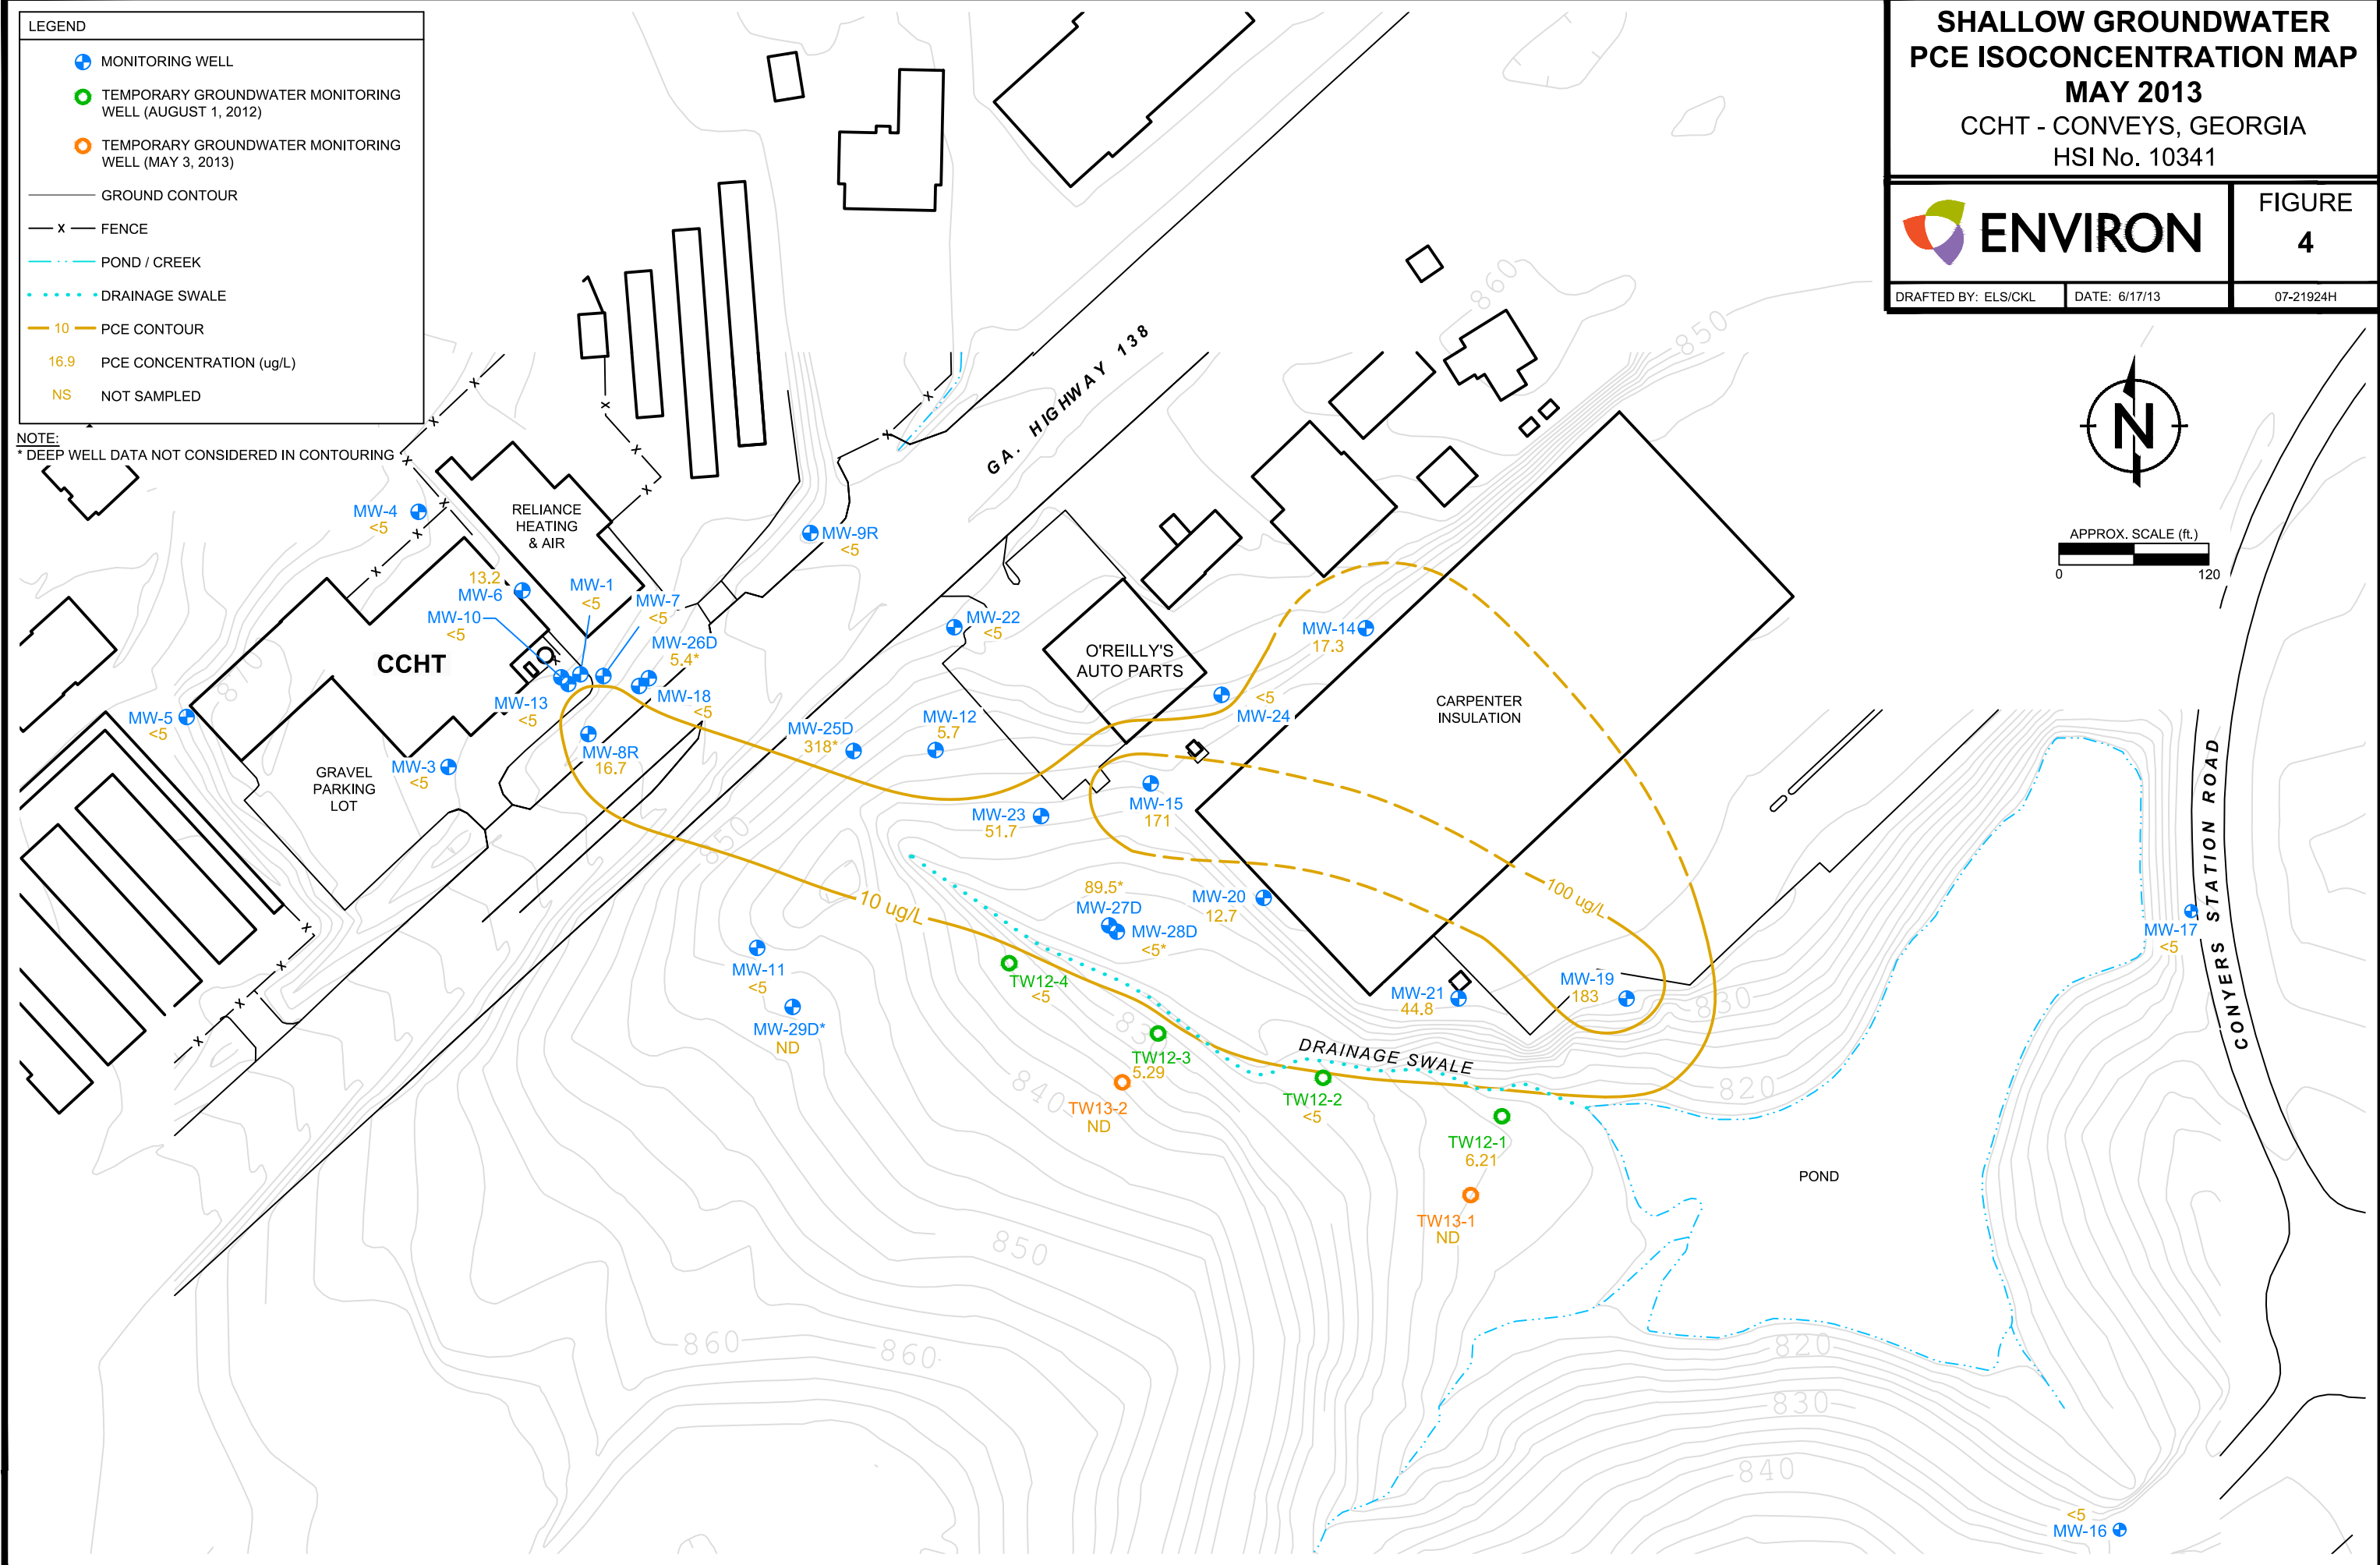 LEGEND
MONITORING WELL
TEMPORARY GROUNDWATER MONITORING
WELL (AUGUST 1, 2012)
TEMPORARY GROUNDWATER MONITORING
WELL (MAY 3, 2013)
GROUND CONTOUR
x FENCE
POND / CREEK
DRAINAGE SWALE
10 PCE CONTOUR
16.9 PCE CONCENTRATION (ug/L)
NS NOT SAMPLED
NOTE:
* DEEP WELL DATA NOT CONSIDERED IN CONTOURING
SHALLOW GROUNDWATER
PCE ISOCONCENTRATION MAP
MAY 2013
CCHT - CONVEYS, GEORGIA
HSI No. 10341
ENVIRON
FIGURE
4
DRAFTED BY: ELS/CKL
DATE: 6/17/13
07-21924H
N
APPROX. SCALE (ft.)
0 120
GA. HIGHWAY 138
860
850
MW-4
<5
RELIANCE
HEATING
& AIR
MW-9R
<5
13.2
MW-6
MW-1
<5
MW-7
<5
MW-10
<5
MW-26D
5.4*
MW-22
<5
MW-14
17.3
CCHT
O'REILLY'S
AUTO PARTS
810
MW-13
<5
MW-18
<5
<5
MW-24
CARPENTER
INSULATION
MW-5
<5
MW-25D
318*
MW-12
5.7
MW-8R
16.7
MW-3
<5
GRAVEL
PARKING
LOT
MW-15
171
MW-23
51.7
850
CONYERS STATION ROAD
10 ug/L
100 ug/L
89.5*
MW-27D
MW-20
12.7
MW-28D
<5*
MW-17
<5
MW-11
<5
TW12-4
<5
MW-21
44.8
MW-19
183
830
MW-29D*
ND
830
TW12-3
5.29
DRAINAGE SWALE
840
820
TW13-2
ND
TW12-2
<5
TW12-1
6.21
POND
TW13-1
ND
850
860
860
820
830
840
<5
MW-16